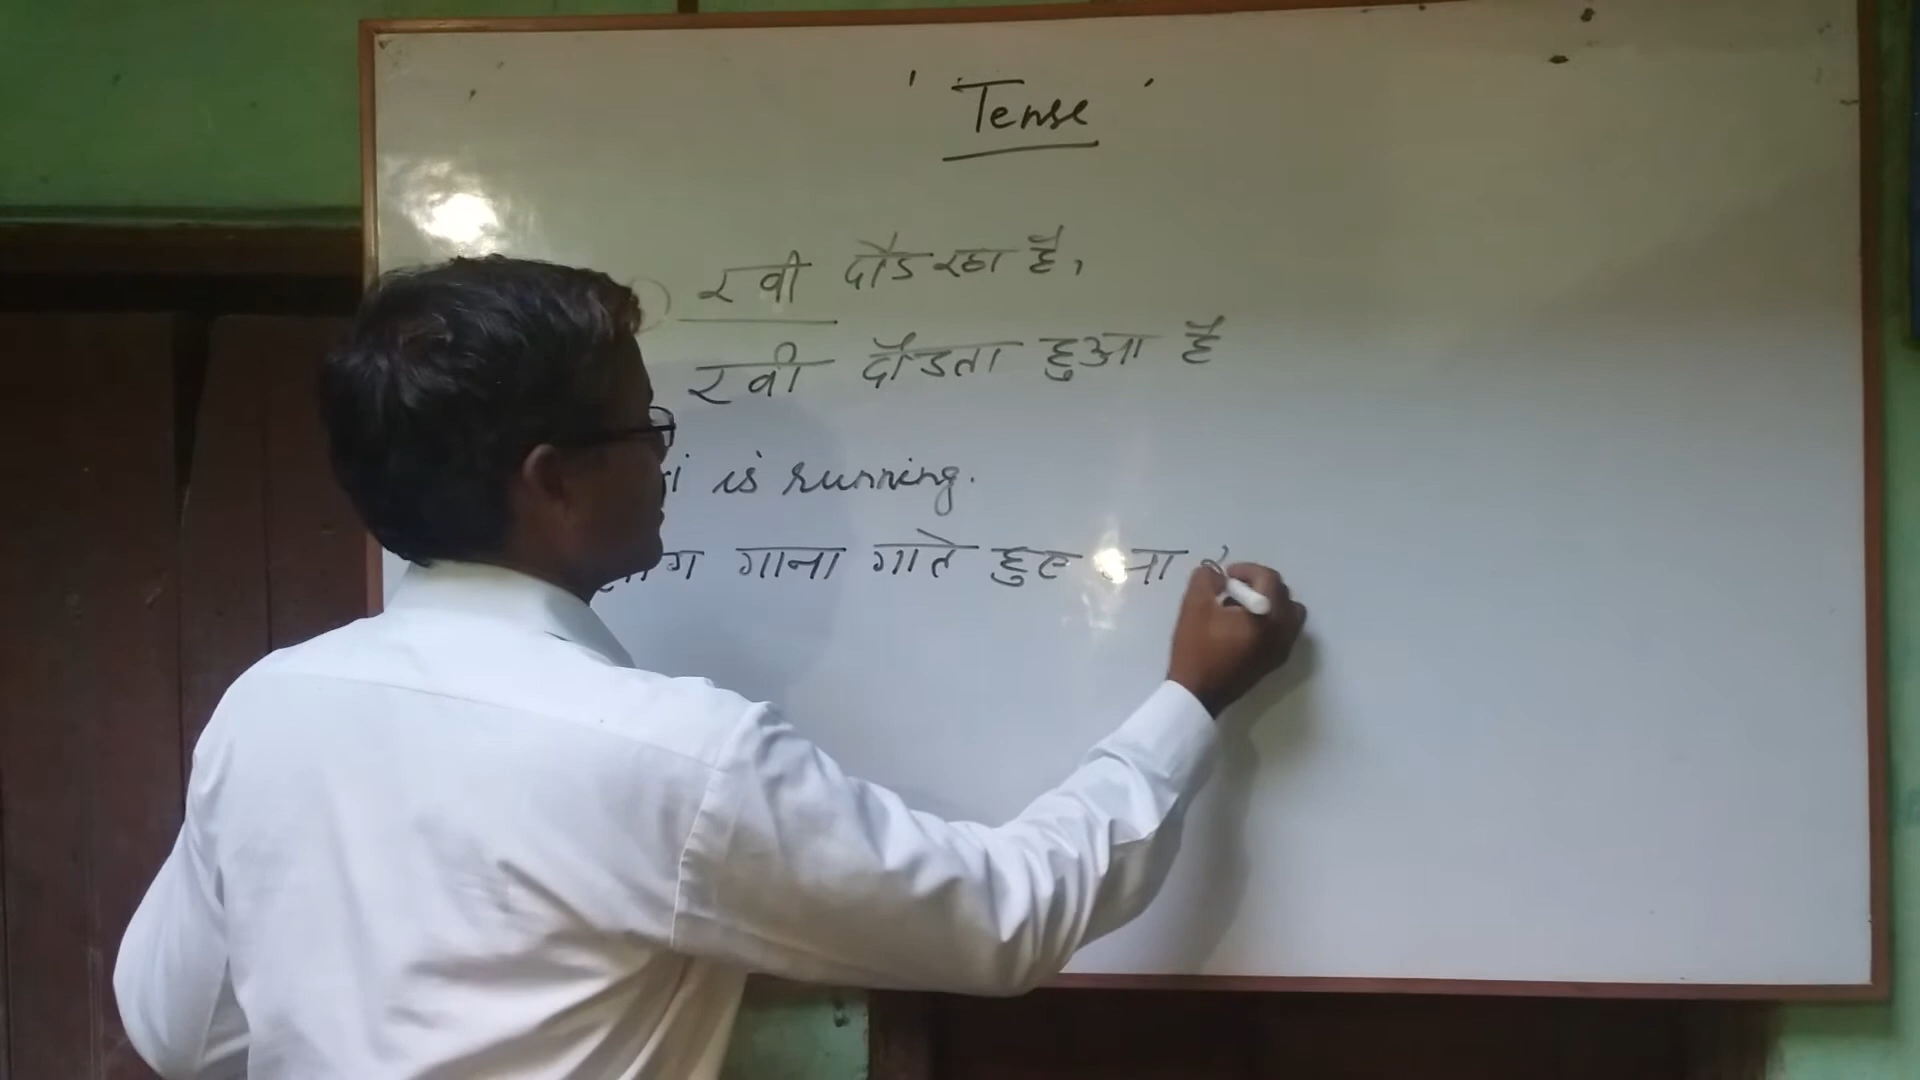 ' Tense '
रवी दौड रहा है,
रवी दौडता हुआ है
is running.
गाना गाते हुए